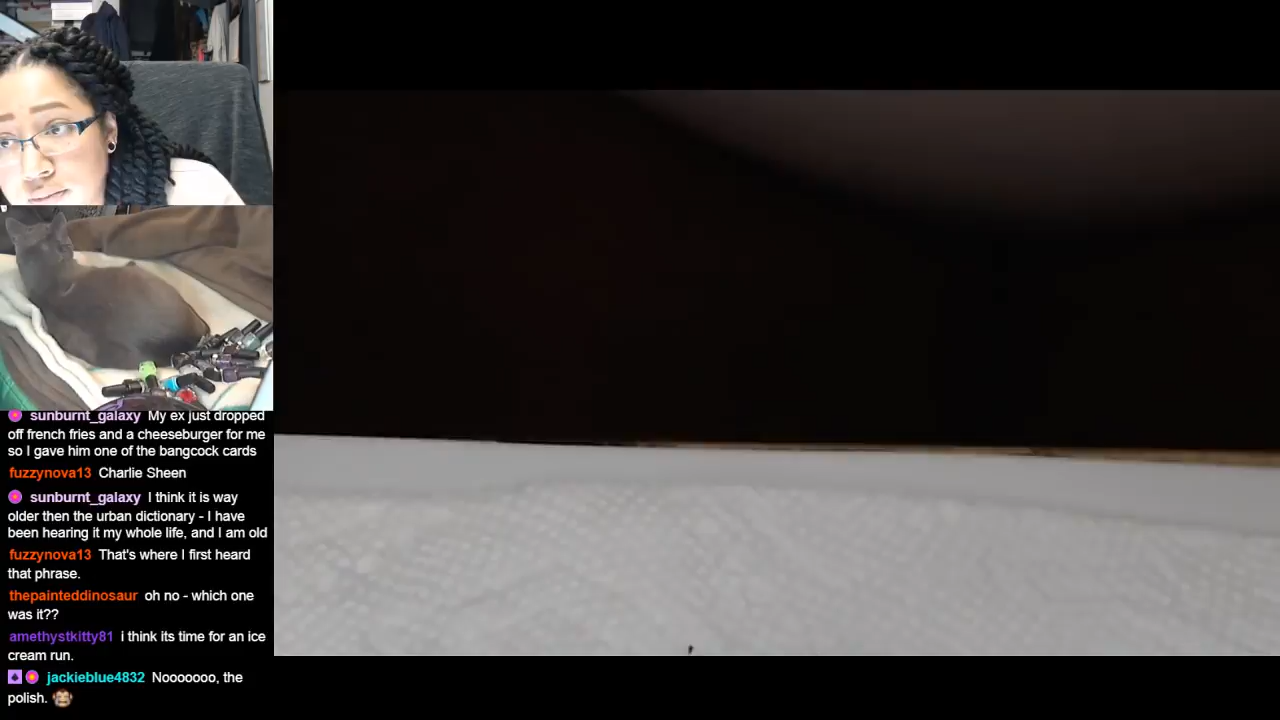 sunburnt_galaxy My ex just dropped
off french fries and a cheeseburger for me
so I gave him one of the bangcock cards
fuzzynova13 Charlie Sheen
sunburnt_galaxy I think it is way
older then the urban dictionary - I have
been hearing it my whole life, and I am old
fuzzynova13 That's where I first heard
that phrase.
thepainteddinosaur oh no - which one
was it??
amethystkitty81 i think its time for an ice
cream run.
jackieblue4832 Nooooooo, the
polish.